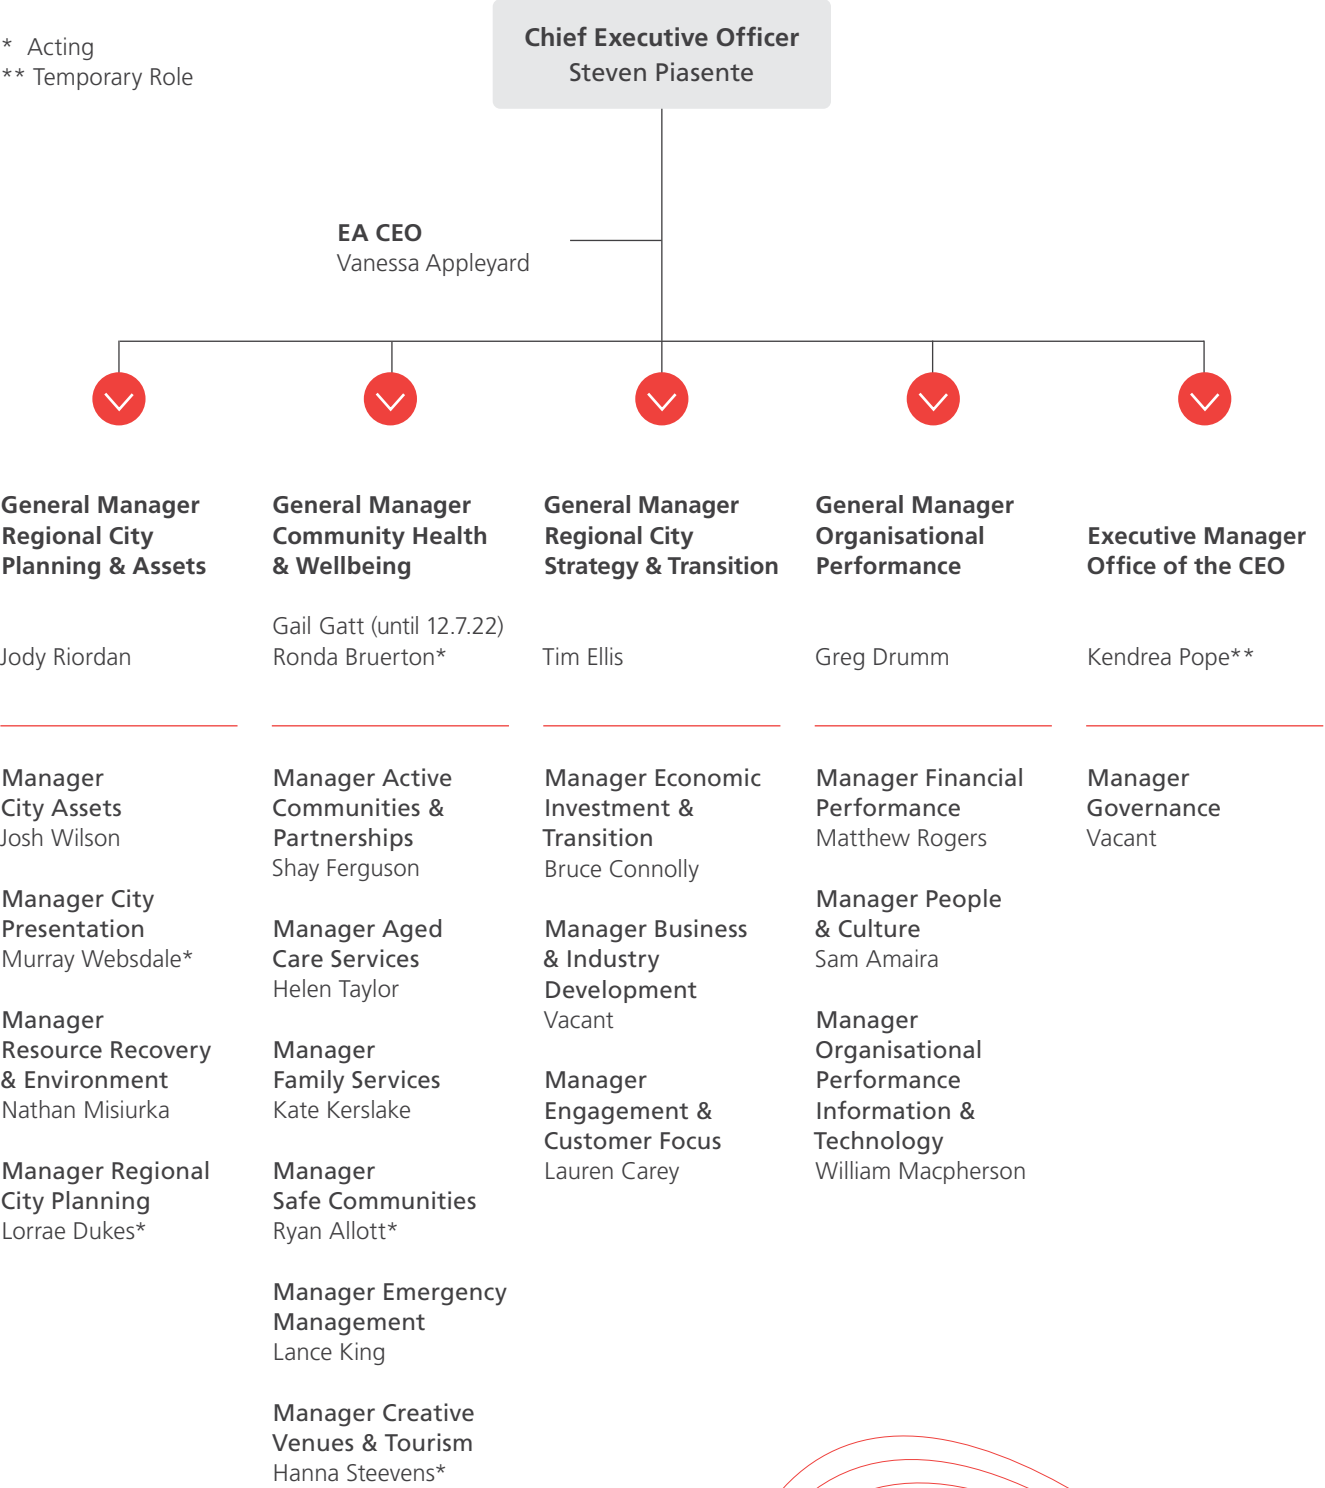 * Acting
** Temporary Role
Chief Executive Officer
Steven Piasente
EA CEO
Vanessa Appleyard
General Manager
Regional City
Planning & Assets
Jody Riordan
Manager
City Assets
Josh Wilson
Manager City
Presentation
Murray Websdale*
Manager
Resource Recovery
& Environment
Nathan Misiurka
Manager Regional
City Planning
Lorrae Dukes*
General Manager
Community Health
& Wellbeing
Gail Gatt (until 12.7.22)
Ronda Bruerton*
Manager Active
Communities &
Partnerships
Shay Ferguson
Manager Aged
Care Services
Helen Taylor
Manager
Family Services
Kate Kerslake
Manager
Safe Communities
Ryan Allott*
Manager Emergency
Management
Lance King
Manager Creative
Venues & Tourism
Hanna Steevens*
General Manager
Regional City
Strategy & Transition
Tim Ellis
Manager Economic
Investment &
Transition
Bruce Connolly
Manager Business
& Industry
Development
Vacant
Manager
Engagement &
Customer Focus
Lauren Carey
General Manager
Organisational
Performance
Greg Drumm
Manager Financial
Performance
Matthew Rogers
Manager People
& Culture
Sam Amaira
Manager
Organisational
Performance
Information &
Technology
William Macpherson
Executive Manager
Office of the CEO
Kendrea Pope**
Manager
Governance
Vacant